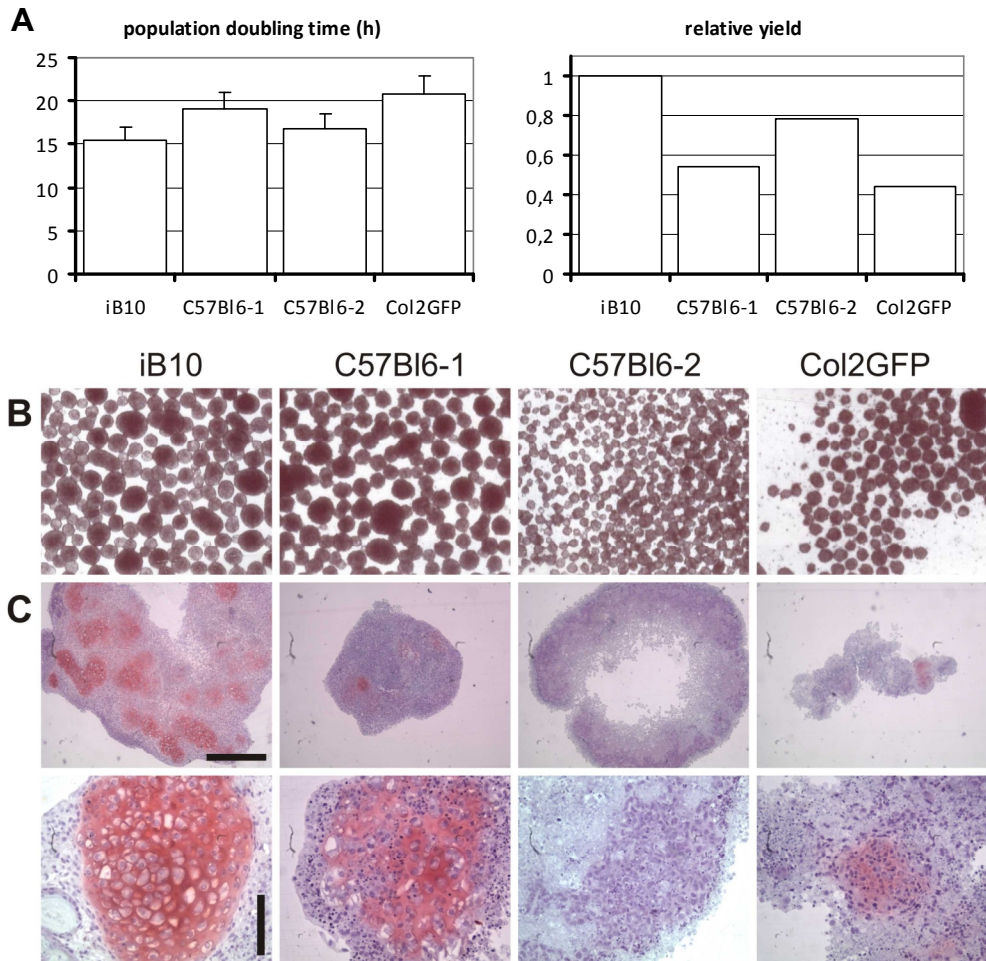 A
population doubling time (h)
relative yield
25
20
15
10
5
0
iB10 C57Bl6-1 C57Bl6-2 Col2GFP
1
0,8
0,6
0,4
0,2
0
iB10 C57Bl6-1 C57Bl6-2 Col2GFP
iB10 C57Bl6-1 C57Bl6-2 Col2GFP
B
C